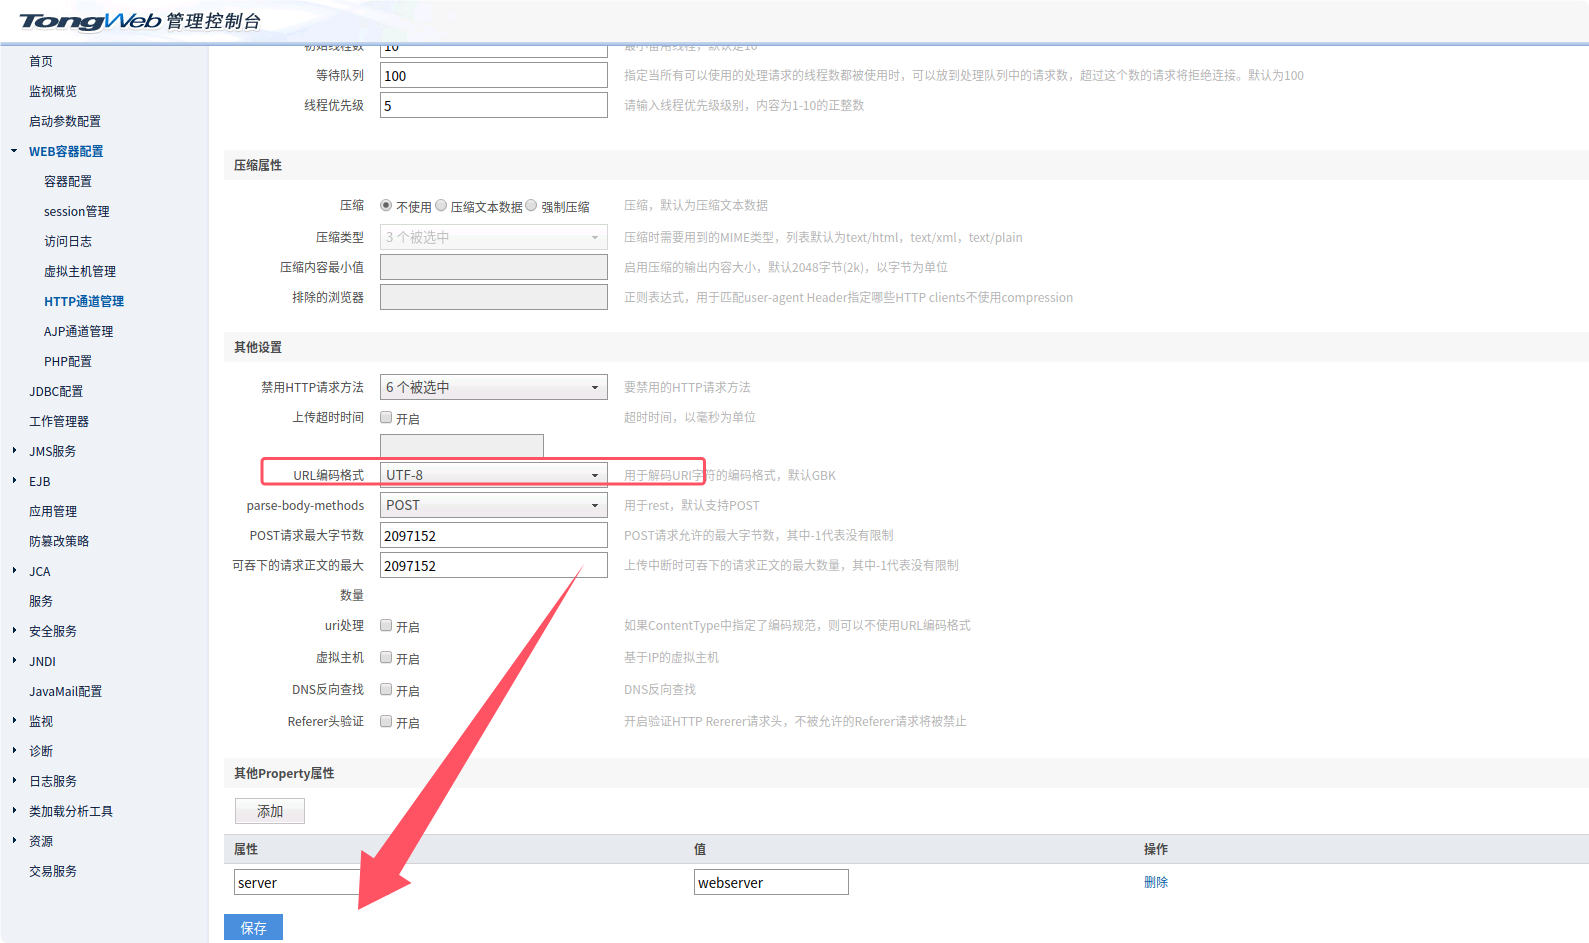 TongWeb 管理控制台
首页
监视概览
启动参数配置
WEB容器配置
容器配置
session管理
访问日志
虚拟主机管理
HTTP通道管理
AJP通道管理
PHP配置
JDBC配置
工作管理器
JMS服务
EJB
应用管理
防篡改策略
JCA
服务
安全服务
JNDI
JavaMail配置
监视
诊断
日志服务
类加载分析工具
资源
交易服务
初始线程数 10 最小备用线程，默认是10
等待队列 100 指定当所有可以使用的处理请求的线程数都被使用时，可以放到处理队列中的请求数，超过这个数的请求将拒绝连接。默认为100
线程优先级 5 请输入线程优先级级别，内容为1-10的正整数
压缩属性
压缩 不使用 压缩文本数据 强制压缩 压缩，默认为压缩文本数据
压缩类型 3 个被选中 压缩时需要用到的MIME类型，列表默认为text/html，text/xml，text/plain
压缩内容最小值 启用压缩的输出内容大小，默认2048字节(2k)，以字节为单位
排除的浏览器 正则表达式，用于匹配user-agent Header指定哪些HTTP clients不使用compression
其他设置
禁用HTTP请求方法 6 个被选中 要禁用的HTTP请求方法
上传超时时间 开启 超时时间，以毫秒为单位
URL编码格式 UTF-8 用于解码URI字符的编码格式，默认GBK
parse-body-methods POST 用于rest，默认支持POST
POST请求最大字节数 2097152 POST请求允许的最大字节数，其中-1代表没有限制
可吞下的请求正文的最大 2097152 上传中断时可吞下的请求正文的最大数量，其中-1代表没有限制
数量
uri处理 开启 如果ContentType中指定了编码规范，则可以不使用URL编码格式
虚拟主机 开启 基于IP的虚拟主机
DNS反向查找 开启 DNS反向查找
Referer头验证 开启 开启验证HTTP Rererer请求头，不被允许的Referer请求将被禁止
其他Property属性
添加
属性 值 操作
server webserver 删除
保存